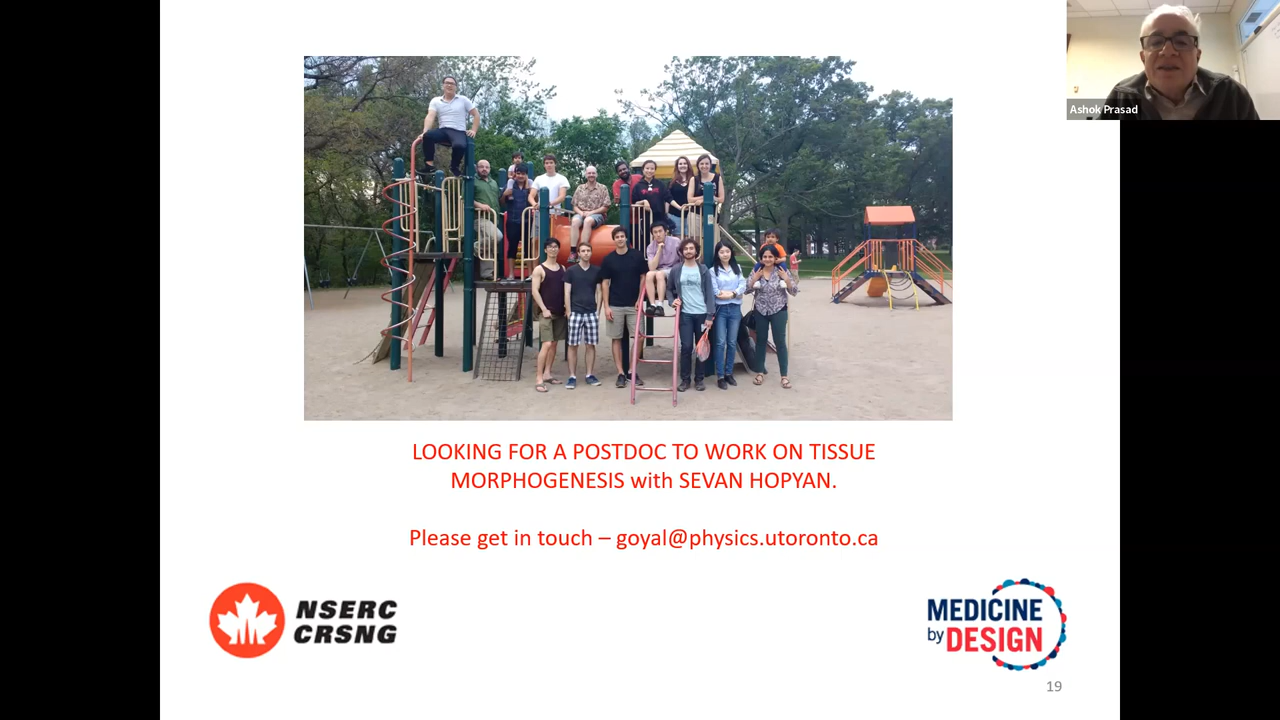 Ashok Prasad
LOOKING FOR A POSTDOC TO WORK ON TISSUE
MORPHOGENESIS with SEVAN HOPYAN.
Please get in touch – goyal@physics.utoronto.ca
NSERC
CRSNG
MEDICINE
by DESIGN
19